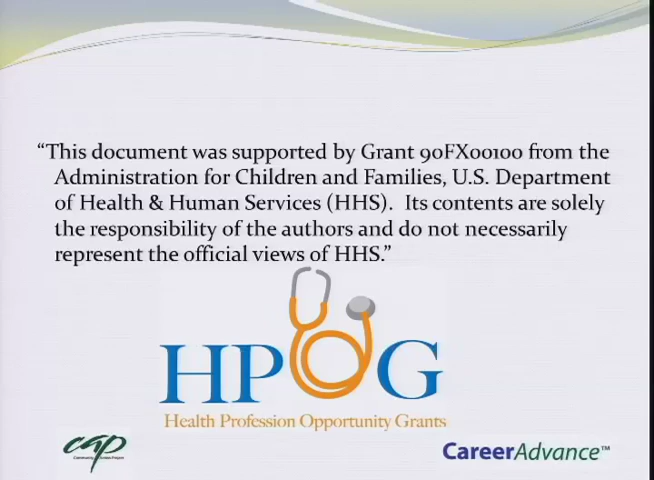 “This document was supported by Grant 90FX00100 from the
Administration for Children and Families, U.S. Department
of Health & Human Services (HHS).  Its contents are solely
the responsibility of the authors and do not necessarily
represent the official views of HHS.”
HPOG
Health Profession Opportunity Grants
cap
CareerAdvance™